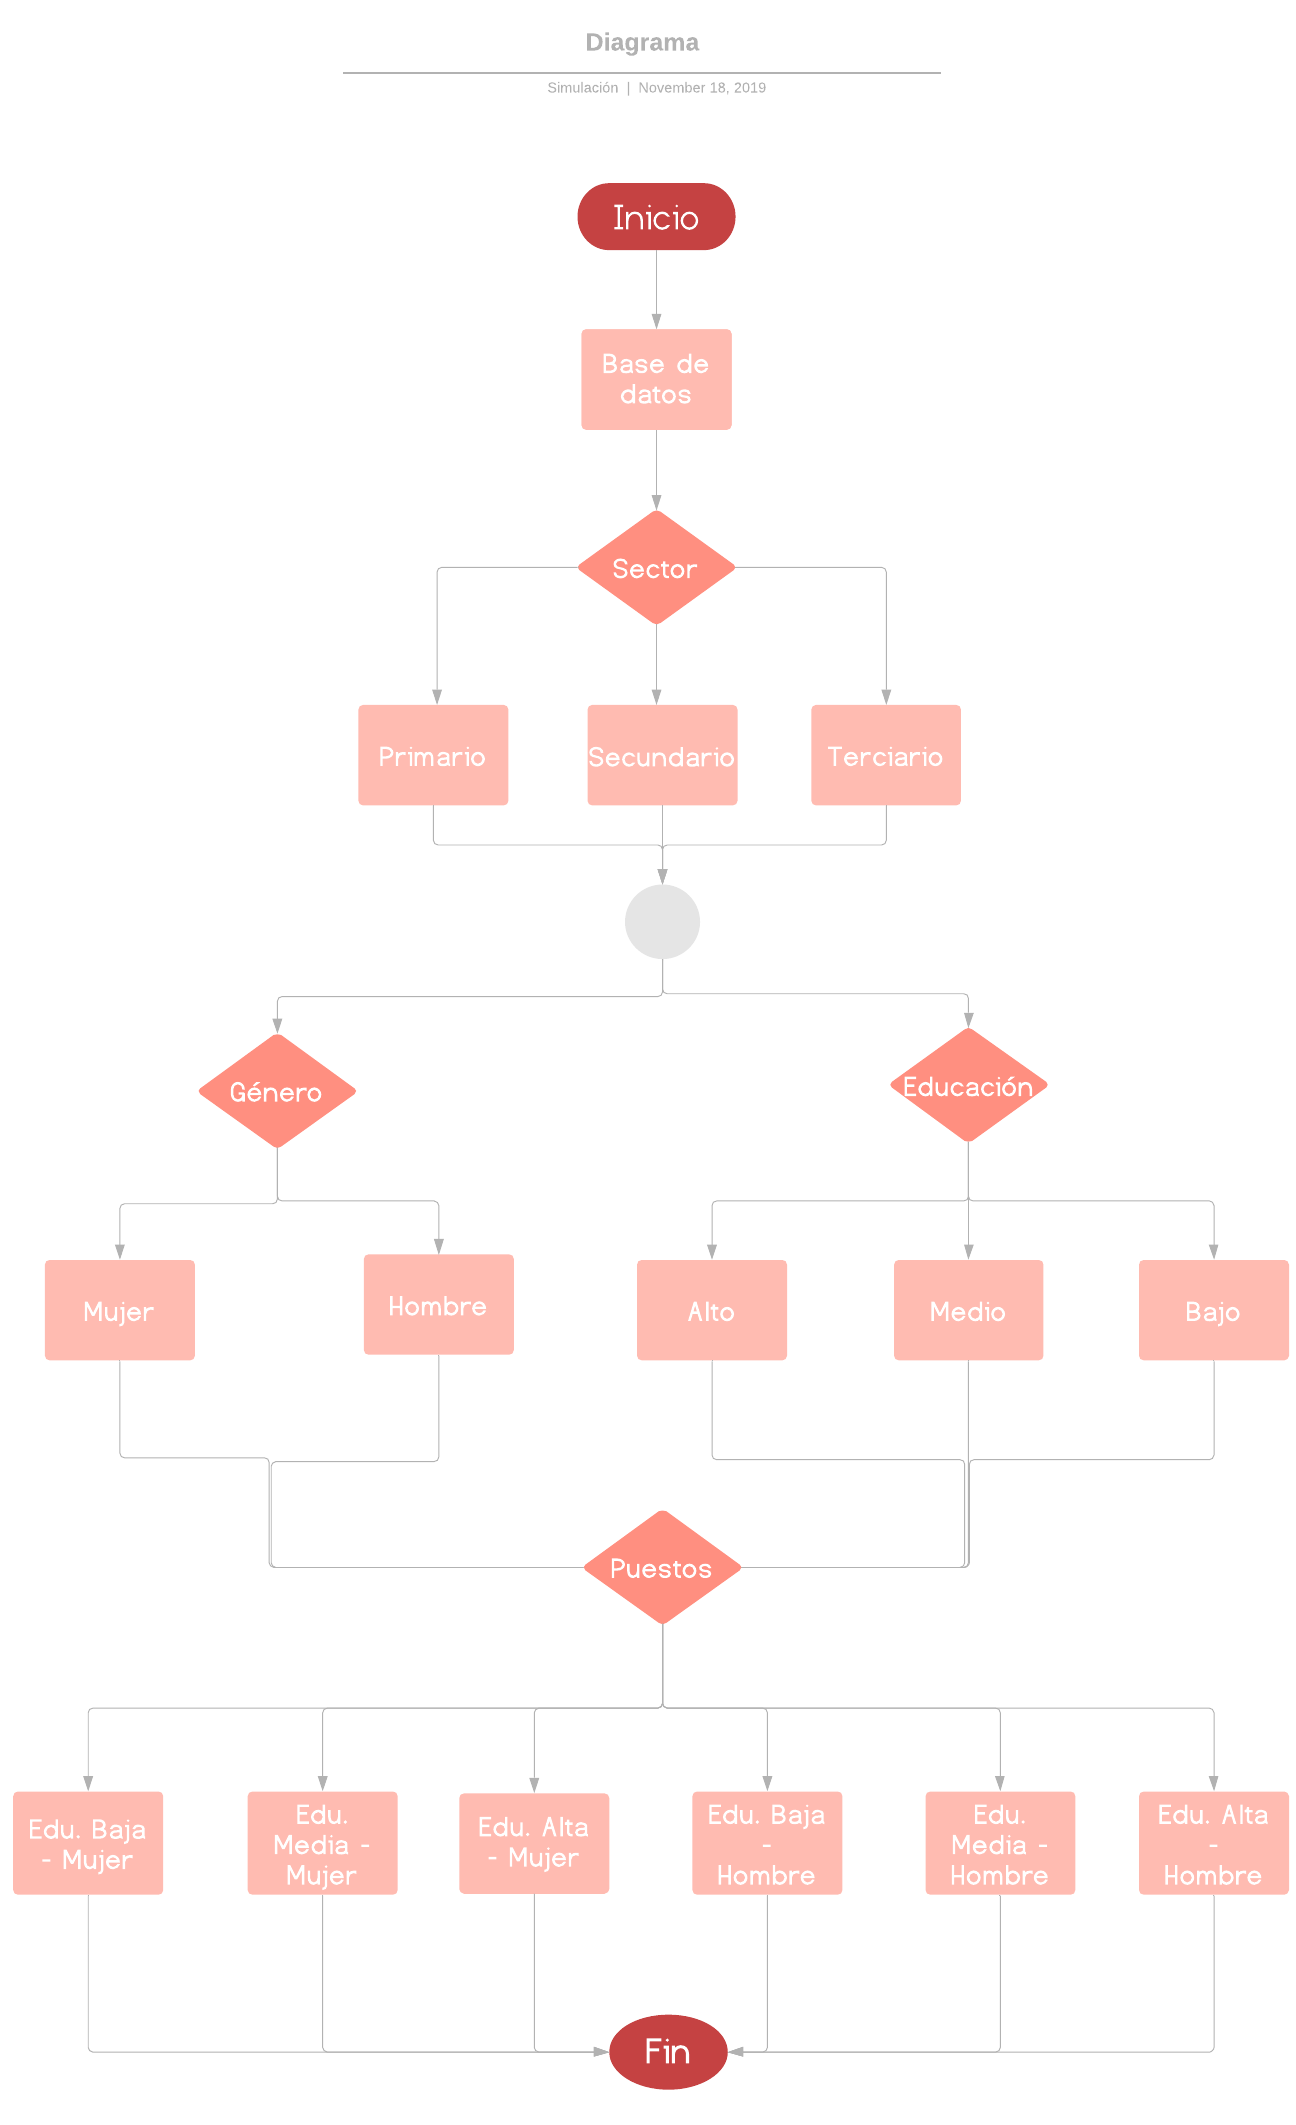 Diagrama
Simulación | November 18, 2019
Inicio
Base de
datos
Sector
Primario
Secundario
Terciario
Género
Educación
Mujer
Hombre
Alto
Medio
Bajo
Puestos
Edu. Baja
- Mujer
Edu.
Media -
Mujer
Edu. Alta
- Mujer
Edu. Baja
-
Hombre
Edu.
Media -
Hombre
Edu. Alta
-
Hombre
Fin